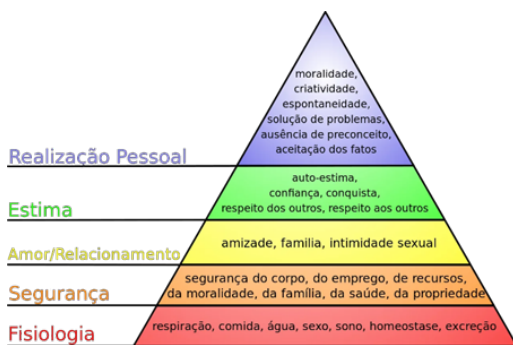 moralidade,
criatividade,
espontaneidade,
solução de problemas,
ausência de preconceito,
aceitação dos fatos
Realização Pessoal
auto-estima,
confiança, conquista,
respeito dos outros, respeito aos outros
Estima
amizade, familia, intimidade sexual
Amor/Relacionamento
segurança do corpo, do emprego, de recursos,
da moralidade, da família, da saúde, da propriedade
Segurança
respiração, comida, água, sexo, sono, homeostase, excreção
Fisiologia